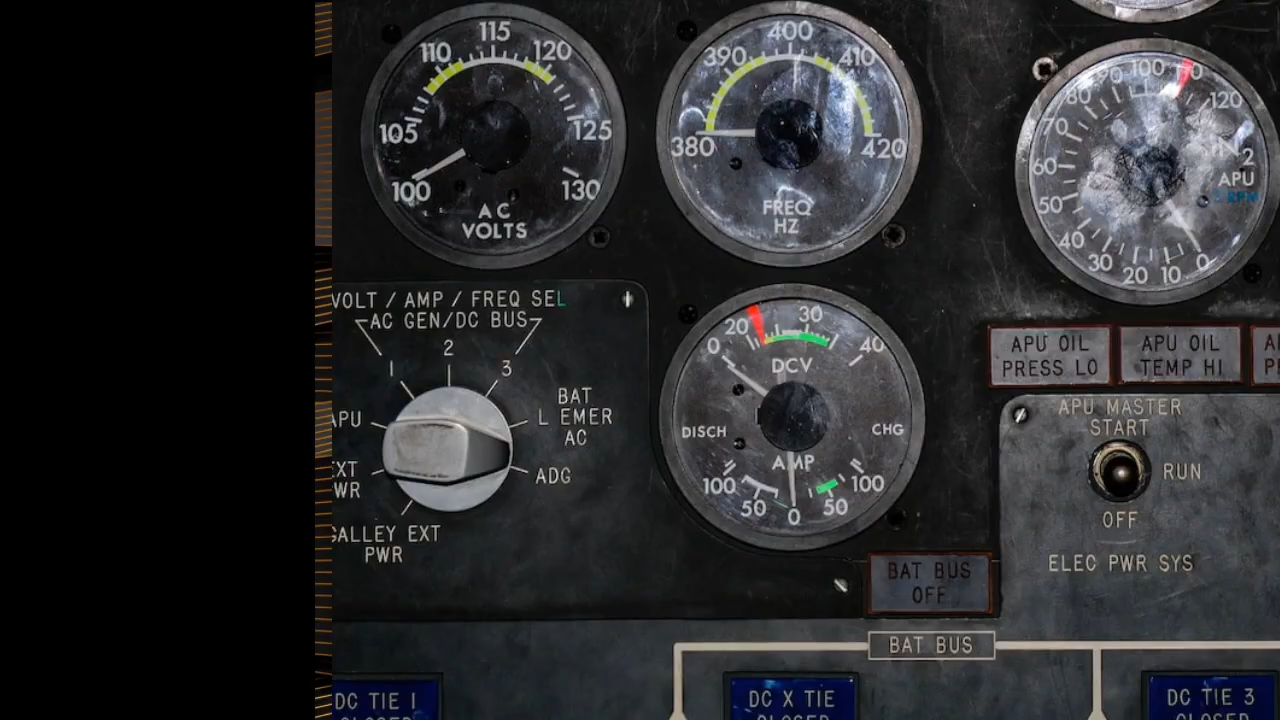 115
110 120
105 125
100 130
AC
VOLTS
400
390 410
380 420
FREQ
HZ
90 100
80 120
70
60 2
APU
50
40
30 20 10 0
VOLT / AMP / FREQ SEL
AC GEN/DC BUS
2
1 3
APU
BAT
L EMER
AC
ADG
GALLEY EXT
PWR
20 30
0 40
DCV
DISCH CHG
AMP
100 100
50 0 50
APU OIL
PRESS LO
APU OIL
TEMP HI
APU MASTER
START
RUN
OFF
ELEC PWR SYS
BAT BUS
OFF
BAT BUS
DC TIE 1
CLOSED
DC X TIE
CLOSED
DC TIE 3
CLOSED